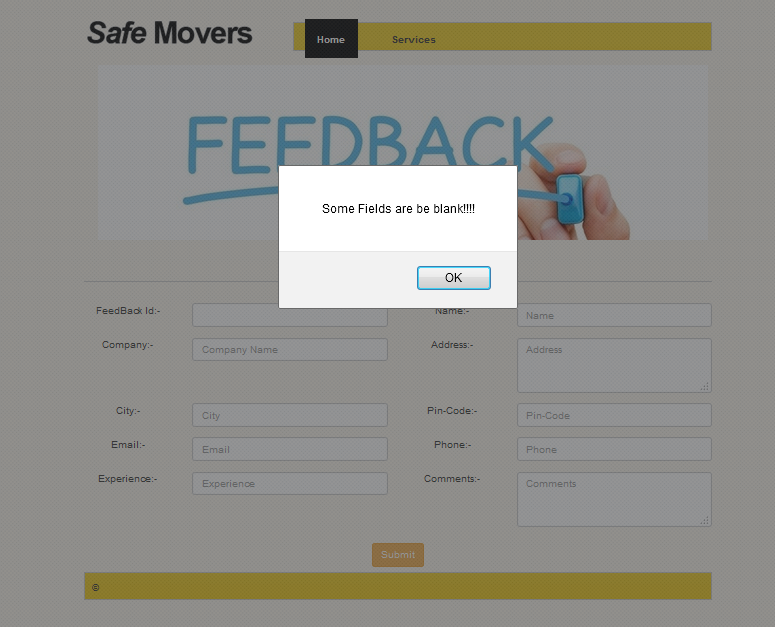 Safe Movers
Home Services
FEEDBACK
Some Fields are be blank!!!!
OK
FeedBack Id:- Name:- Name
Company:- Company Name Address:- Address
City:- City Pin-Code:- Pin-Code
Email:- Email Phone:- Phone
Experience:- Experience Comments:- Comments
Submit
©